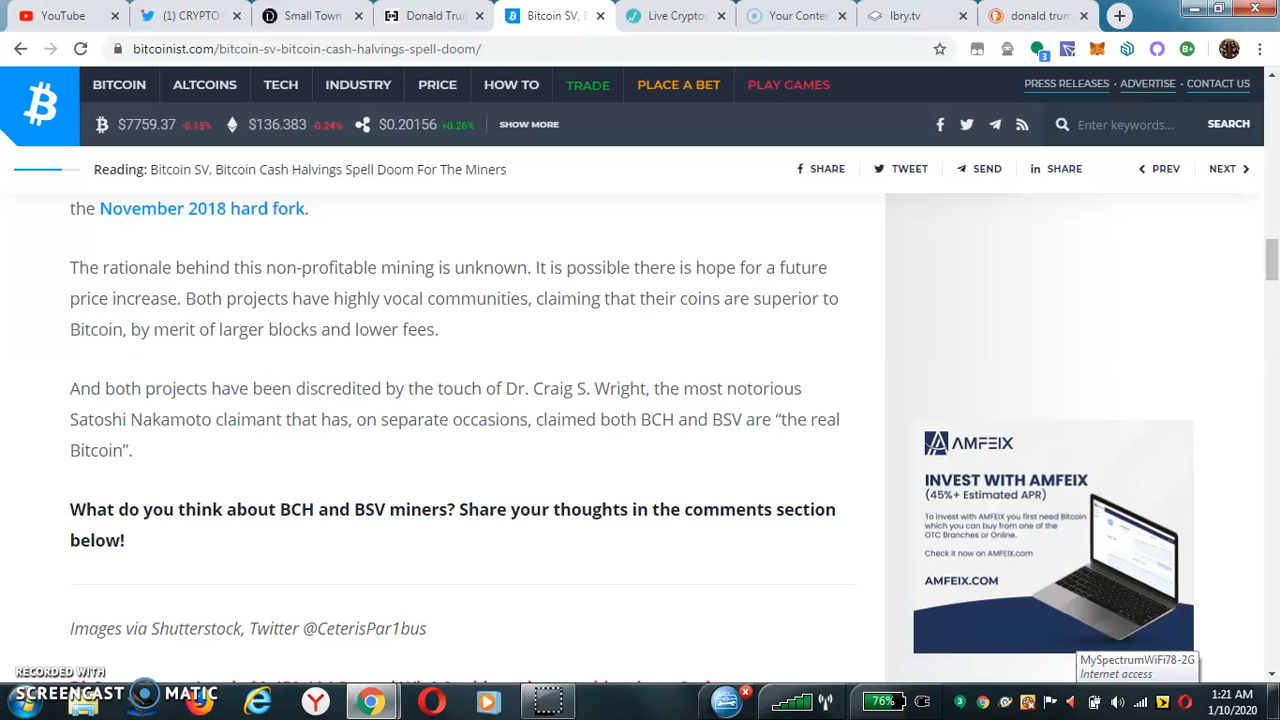 YouTube
(1) CRYPTO
Small Town
Donald Trun
Bitcoin SV, B
Live Cryptoc
Your Conte
lbry.tv
donald trum
bitcoinist.com/bitcoin-sv-bitcoin-cash-halvings-spell-doom/
3
BITCOIN ALTCOINS TECH INDUSTRY PRICE HOW TO TRADE PLACE A BET PLAY GAMES
PRESS RELEASES • ADVERTISE • CONTACT US
$7759.37 -0.15% $136.383 -0.24% $0.20156 +0.26% SHOW MORE
Enter keywords... SEARCH
Reading: Bitcoin SV, Bitcoin Cash Halvings Spell Doom For The Miners
SHARE TWEET SEND SHARE PREV NEXT
the November 2018 hard fork.
The rationale behind this non-profitable mining is unknown. It is possible there is hope for a future
price increase. Both projects have highly vocal communities, claiming that their coins are superior to
Bitcoin, by merit of larger blocks and lower fees.
And both projects have been discredited by the touch of Dr. Craig S. Wright, the most notorious
Satoshi Nakamoto claimant that has, on separate occasions, claimed both BCH and BSV are “the real
Bitcoin”.
What do you think about BCH and BSV miners? Share your thoughts in the comments section
below!
Images via Shutterstock, Twitter @CeterisPar1bus
AMFEIX
INVEST WITH AMFEIX
(45%+ Estimated APR)
To invest with AMFEIX you first need Bitcoin
which you can buy from one of the
OTC Branches or Online.
Check it now on AMFEIX.com
AMFEIX.COM
MySpectrumWiFi78-2G
Internet access
RECORDED WITH
SCREENCAST MATIC
76%
1:21 AM
1/10/2020